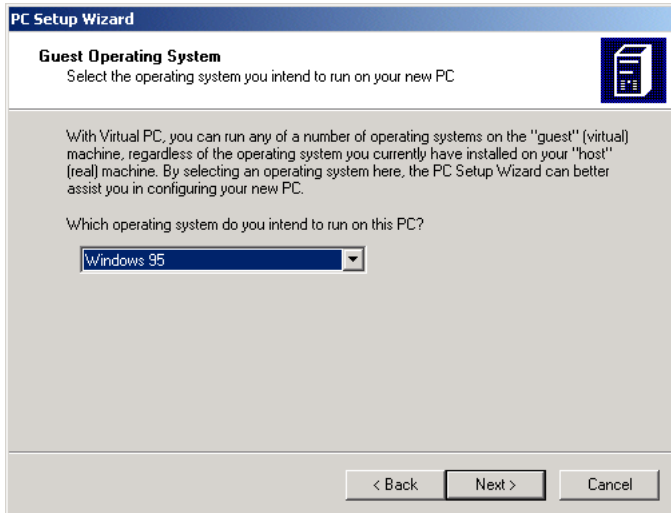 PC Setup Wizard
Guest Operating System
Select the operating system you intend to run on your new PC
With Virtual PC, you can run any of a number of operating systems on the "guest" (virtual)
machine, regardless of the operating system you currently have installed on your "host"
(real) machine. By selecting an operating system here, the PC Setup Wizard can better
assist you in configuring your new PC.
Which operating system do you intend to run on this PC?
Windows 95
< Back
Next >
Cancel